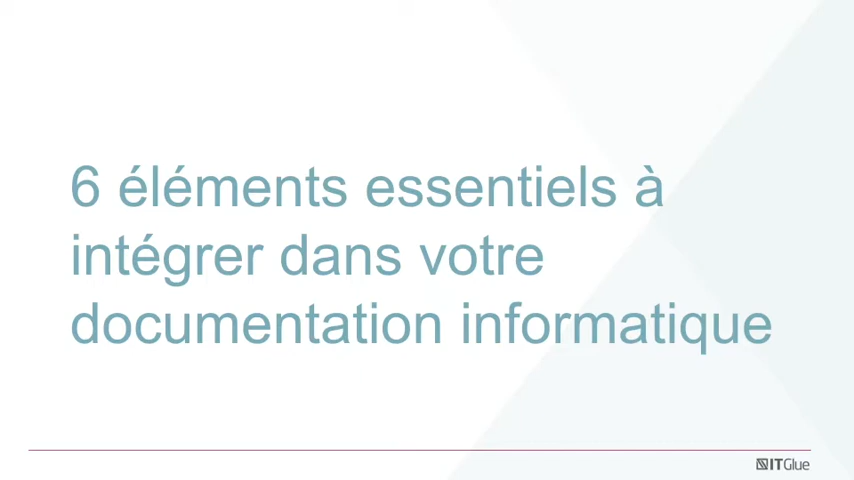 6 éléments essentiels à
intégrer dans votre
documentation informatique
ITGlue